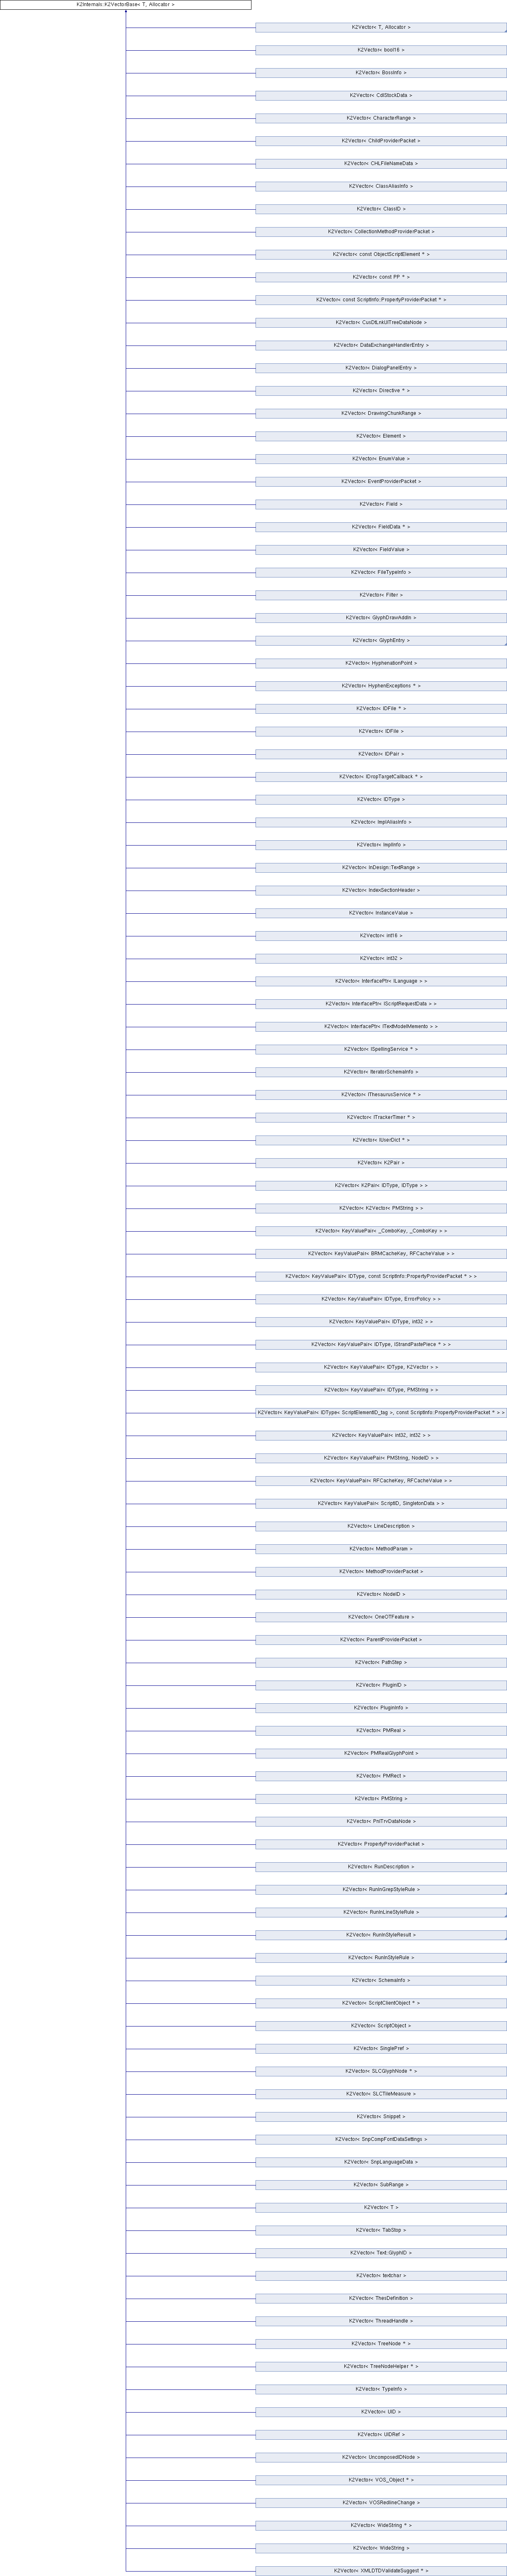 K2Internals::K2VectorBase< T, Allocator >
K2Vector< T, Allocator >
K2Vector< bool16 >
K2Vector< BossInfo >
K2Vector< CdlStockData >
K2Vector< CharacterRange >
K2Vector< ChildProviderPacket >
K2Vector< CHLFileNameData >
K2Vector< ClassAliasInfo >
K2Vector< ClassID >
K2Vector< CollectionMethodProviderPacket >
K2Vector< const ObjectScriptElement * >
K2Vector< const PP * >
K2Vector< const ScriptInfo::PropertyProviderPacket * >
K2Vector< CusDtLnkUITreeDataNode >
K2Vector< DataExchangeHandlerEntry >
K2Vector< DialogPanelEntry >
K2Vector< Directive * >
K2Vector< DrawingChunkRange >
K2Vector< Element >
K2Vector< EnumValue >
K2Vector< EventProviderPacket >
K2Vector< Field >
K2Vector< FieldData * >
K2Vector< FieldValue >
K2Vector< FileTypeInfo >
K2Vector< Filter >
K2Vector< GlyphDrawAddIn >
K2Vector< GlyphEntry >
K2Vector< HyphenationPoint >
K2Vector< HyphenExceptions * >
K2Vector< IDFile * >
K2Vector< IDFile >
K2Vector< IDPair >
K2Vector< IDropTargetCallback * >
K2Vector< IDType >
K2Vector< ImplAliasInfo >
K2Vector< ImplInfo >
K2Vector< InDesign::TextRange >
K2Vector< IndexSectionHeader >
K2Vector< InstanceValue >
K2Vector< int16 >
K2Vector< int32 >
K2Vector< InterfacePtr< ILanguage > >
K2Vector< InterfacePtr< IScriptRequestData > >
K2Vector< InterfacePtr< ITextModelMemento > >
K2Vector< ISpellingService * >
K2Vector< IteratorSchemaInfo >
K2Vector< IThesaurusService * >
K2Vector< ITrackerTimer * >
K2Vector< IUserDict * >
K2Vector< K2Pair >
K2Vector< K2Pair< IDType, IDType > >
K2Vector< K2Vector< PMString > >
K2Vector< KeyValuePair< _ComboKey, _ComboKey > >
K2Vector< KeyValuePair< BRMCacheKey, RFCacheValue > >
K2Vector< KeyValuePair< IDType, const ScriptInfo::PropertyProviderPacket * > >
K2Vector< KeyValuePair< IDType, ErrorPolicy > >
K2Vector< KeyValuePair< IDType, int32 > >
K2Vector< KeyValuePair< IDType, IStrandPastePiece * > >
K2Vector< KeyValuePair< IDType, K2Vector > >
K2Vector< KeyValuePair< IDType, PMString > >
K2Vector< KeyValuePair< IDType< ScriptElementID_tag >, const ScriptInfo::PropertyProviderPacket * > >
K2Vector< KeyValuePair< int32, int32 > >
K2Vector< KeyValuePair< PMString, NodeID > >
K2Vector< KeyValuePair< RFCacheKey, RFCacheValue > >
K2Vector< KeyValuePair< ScriptID, SingletonData > >
K2Vector< LineDescription >
K2Vector< MethodParam >
K2Vector< MethodProviderPacket >
K2Vector< NodeID >
K2Vector< OneOTFeature >
K2Vector< ParentProviderPacket >
K2Vector< PathStep >
K2Vector< PluginID >
K2Vector< PluginInfo >
K2Vector< PMReal >
K2Vector< PMRealGlyphPoint >
K2Vector< PMRect >
K2Vector< PMString >
K2Vector< PnlTrvDataNode >
K2Vector< PropertyProviderPacket >
K2Vector< RunDescription >
K2Vector< RunInGrepStyleRule >
K2Vector< RunInLineStyleRule >
K2Vector< RunInStyleResult >
K2Vector< RunInStyleRule >
K2Vector< SchemaInfo >
K2Vector< ScriptClientObject * >
K2Vector< ScriptObject >
K2Vector< SinglePref >
K2Vector< SLCGlyphNode * >
K2Vector< SLCTileMeasure >
K2Vector< Snippet >
K2Vector< SnpCompFontDataSettings >
K2Vector< SnpLanguageData >
K2Vector< SubRange >
K2Vector< T >
K2Vector< TabStop >
K2Vector< Text::GlyphID >
K2Vector< textchar >
K2Vector< ThesDefinition >
K2Vector< ThreadHandle >
K2Vector< TreeNode * >
K2Vector< TreeNodeHelper * >
K2Vector< TypeInfo >
K2Vector< UID >
K2Vector< UIDRef >
K2Vector< UncomposedIDNode >
K2Vector< VOS_Object * >
K2Vector< VOSRedlineChange >
K2Vector< WideString * >
K2Vector< WideString >
K2Vector< XMLDTDValidateSuggest * >